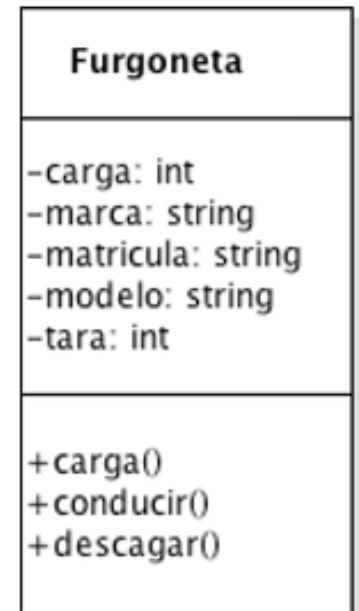 Furgoneta
-carga: int
-marca: string
-matricula: string
-modelo: string
-tara: int
+carga()
+conducir()
+descagar()